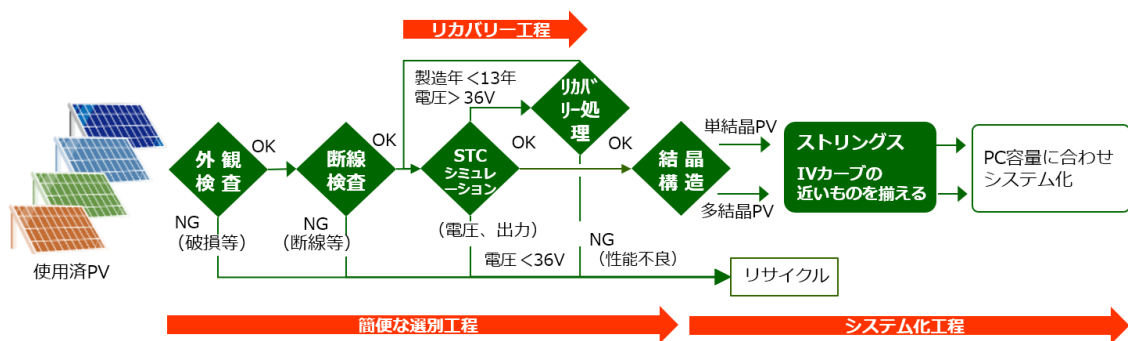 リカバリー工程
製造年<13年
電圧>36V
リカバ
リー処
理
OK
OK
OK
OK
外 観
検 査
断線
検査
STC
シミュレ
ーション
結 晶
構 造
単結晶PV
多結晶PV
ストリングス
IVカーブの
近いものを揃える
PC容量に合わせ
システム化
使用済PV
NG
（破損等）
NG
（断線等）
（電圧、出力）
電圧<36V
NG
（性能不良）
リサイクル
簡便な選別工程
システム化工程